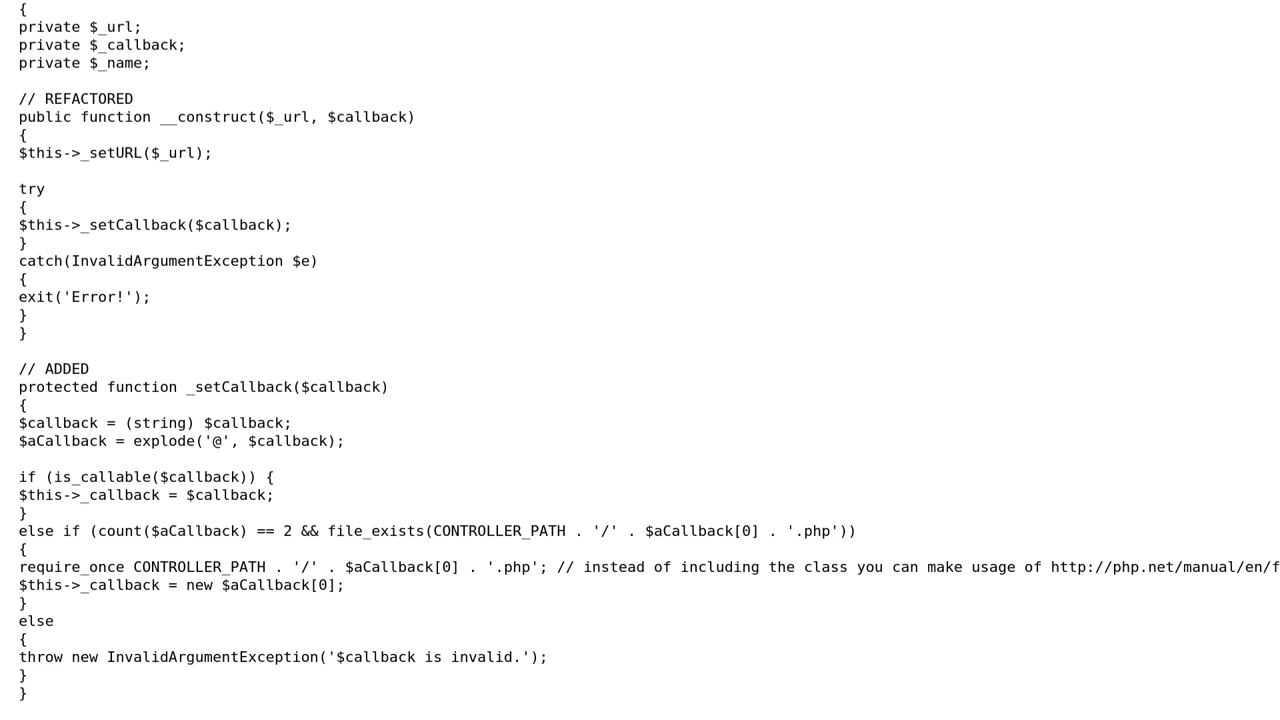 {
private $_url;
private $_callback;
private $_name;

// REFACTORED
public function __construct($_url, $callback)
{
$this->_setURL($_url);

try
{
$this->_setCallback($callback);
}
catch(InvalidArgumentException $e)
{
exit('Error!');
}
}

// ADDED
protected function _setCallback($callback)
{
$callback = (string) $callback;
$aCallback = explode('@', $callback);

if (is_callable($callback)) {
$this->_callback = $callback;
}
else if (count($aCallback) == 2 && file_exists(CONTROLLER_PATH . '/' . $aCallback[0] . '.php'))
{
require_once CONTROLLER_PATH . '/' . $aCallback[0] . '.php'; // instead of including the class you can make usage of http://php.net/manual/en/f
$this->_callback = new $aCallback[0];
}
else
{
throw new InvalidArgumentException('$callback is invalid.');
}
}